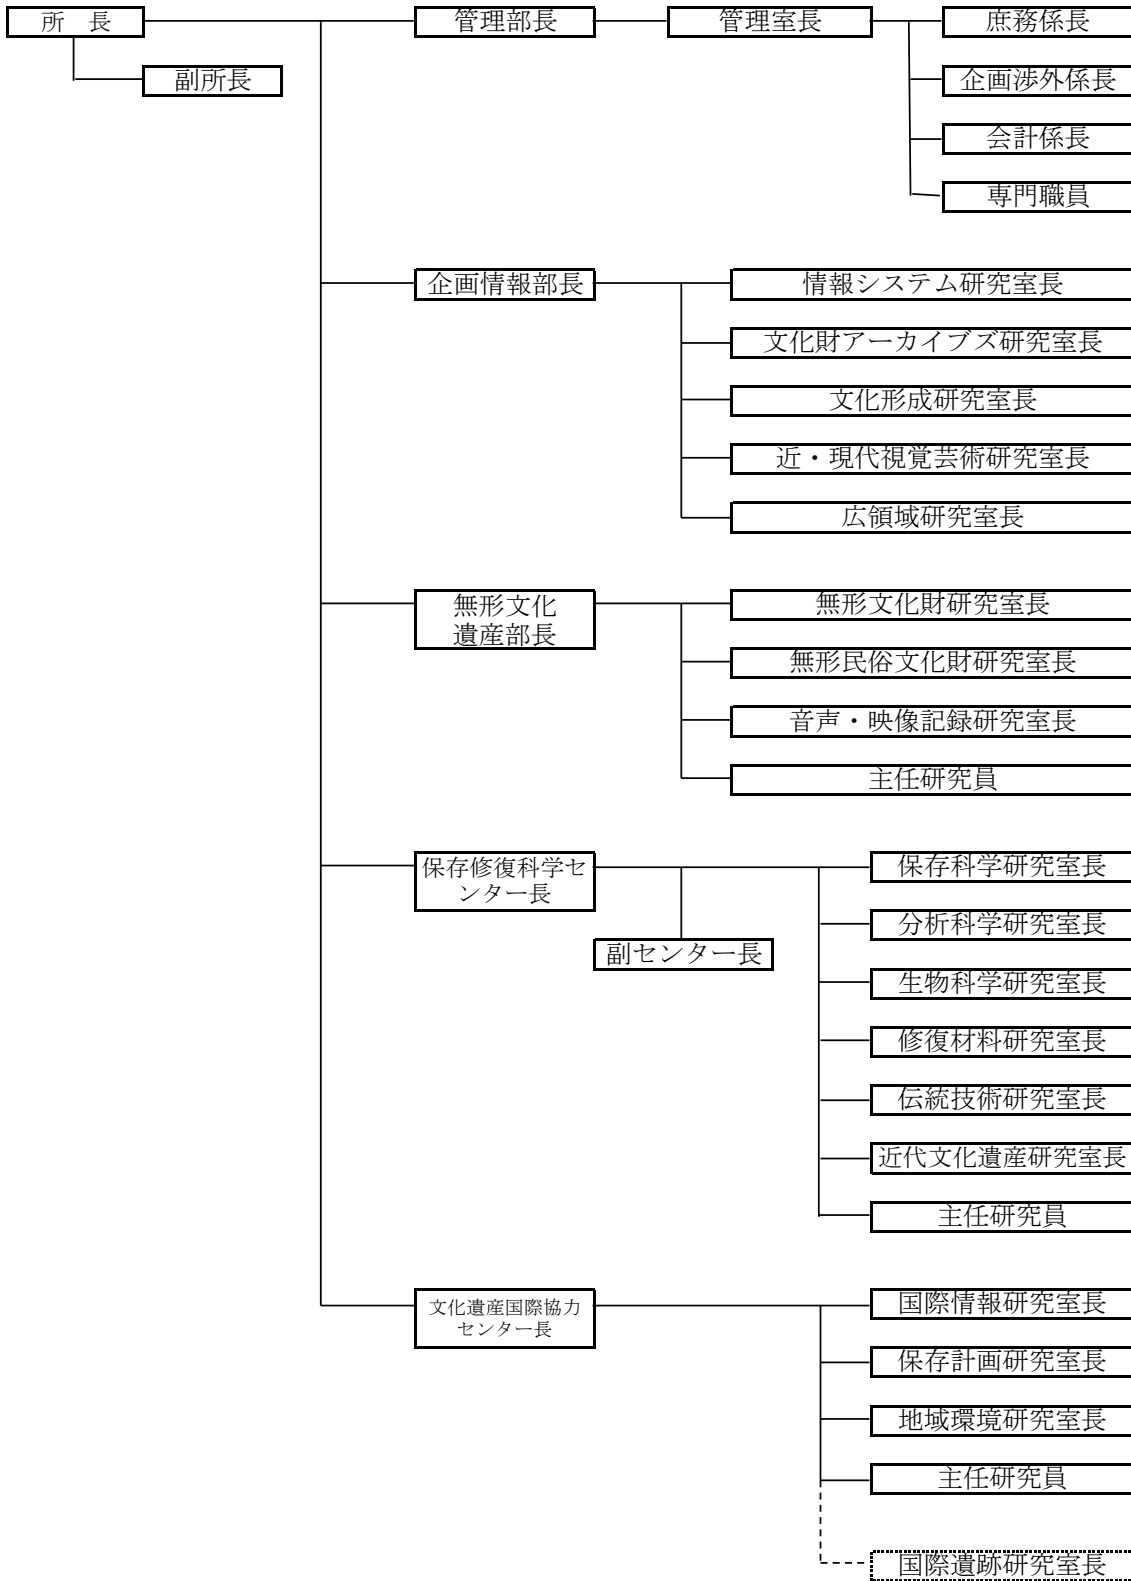 所　長
副所長
管理部長
管理室長
庶務係長
企画渉外係長
会計係長
専門職員
企画情報部長
情報システム研究室長
文化財アーカイブズ研究室長
文化形成研究室長
近・現代視覚芸術研究室長
広領域研究室長
無形文化
遺産部長
無形文化財研究室長
無形民俗文化財研究室長
音声・映像記録研究室長
主任研究員
保存修復科学セ
ンター長
副センター長
保存科学研究室長
分析科学研究室長
生物科学研究室長
修復材料研究室長
伝統技術研究室長
近代文化遺産研究室長
主任研究員
文化遺産国際協力
センター長
国際情報研究室長
保存計画研究室長
地域環境研究室長
主任研究員
国際遺跡研究室長